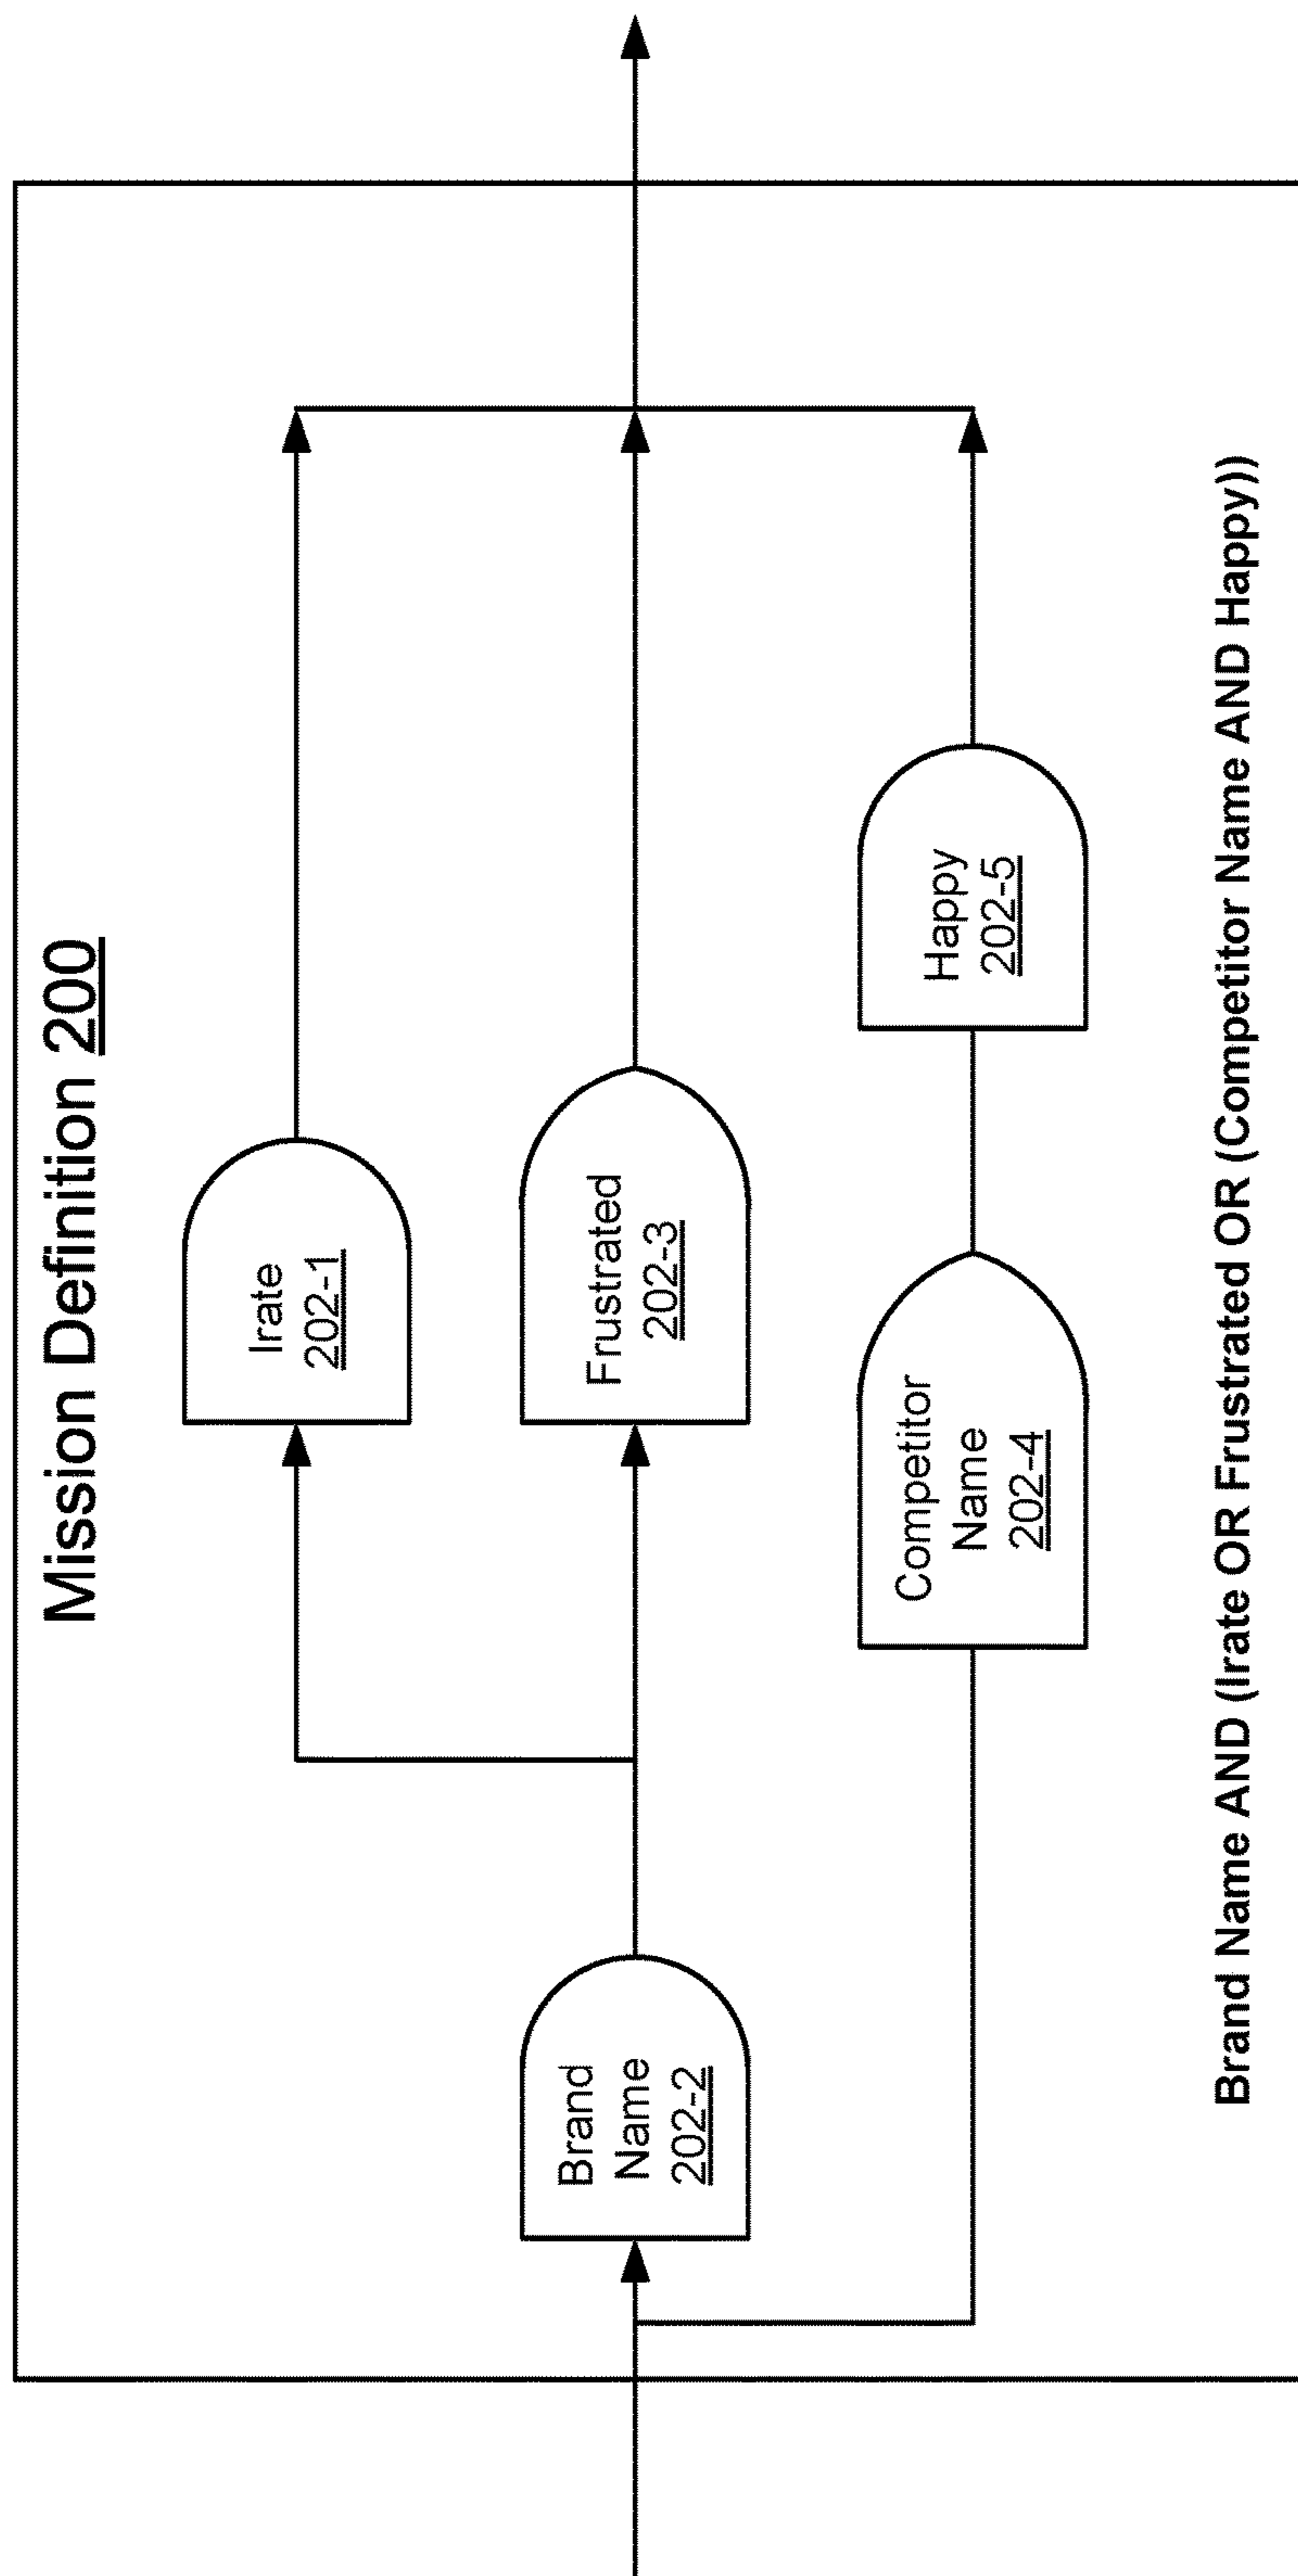 Mission Definition 200
Irate
202-1
Brand
Name
202-2
Frustrated
202-3
Competitor
Name
202-4
Happy
202-5
Brand Name AND (Irate OR Frustrated OR (Competitor Name AND Happy))